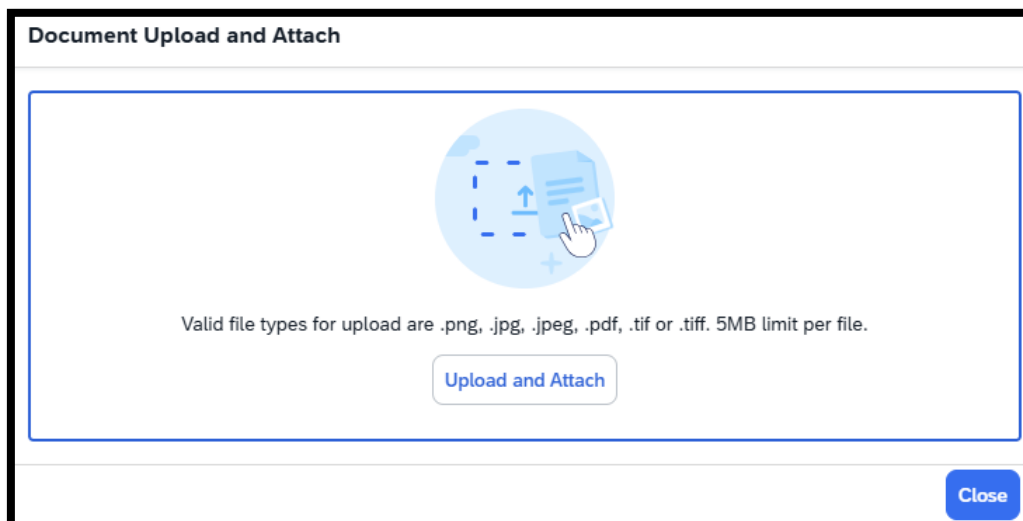 Document Upload and Attach
Valid file types for upload are .png, .jpg, .jpeg, .pdf, .tif or .tiff. 5MB limit per file.
Upload and Attach
Close